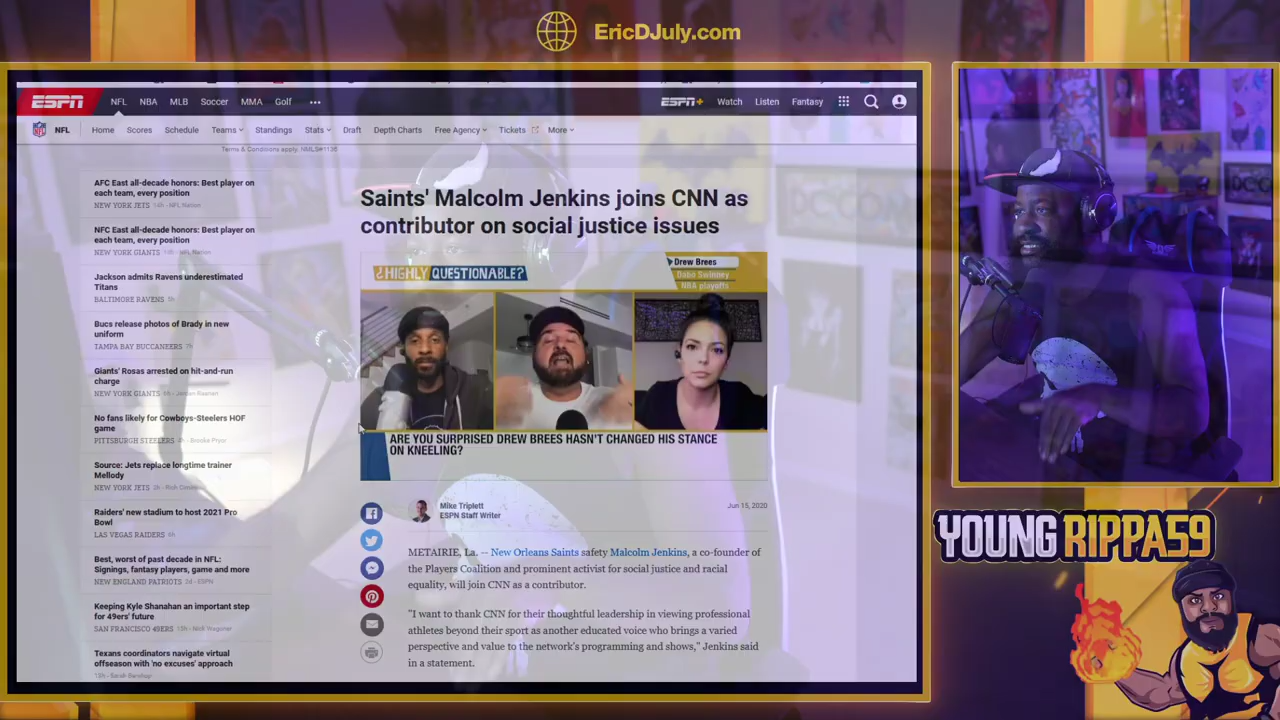 EricDJuly.com
ESPN NFL NBA MLB Soccer MMA Golf ••• ESPN+ Watch Listen Fantasy
NFL Home Scores Schedule Teams Standings Stats Draft Depth Charts Free Agency Tickets More
Terms & Conditions apply. NMLS#1136
AFC East all-decade honors: Best player on
each team, every position
NEW YORK JETS
NFC East all-decade honors: Best player on
each team, every position
NEW YORK GIANTS
Jackson admits Ravens underestimated
Titans
BALTIMORE RAVENS
Bucs release photos of Brady in new
uniform
TAMPA BAY BUCCANEERS
Giants' Rosas arrested on hit-and-run
charge
NEW YORK GIANTS
No fans likely for Cowboys-Steelers HOF
game
PITTSBURGH STEELERS
Source: Jets replace longtime trainer
Mellody
NEW YORK JETS
Raiders' new stadium to host 2021 Pro
Bowl
LAS VEGAS RAIDERS
Best, worst of past decade in NFL:
Signings, fantasy players, game and more
NEW ENGLAND PATRIOTS 2d - ESPN
Keeping Kyle Shanahan an important step
for 49ers' future
SAN FRANCISCO 49ERS
Texans coordinators navigate virtual
offseason with 'no excuses' approach
Saints' Malcolm Jenkins joins CNN as
contributor on social justice issues
¿HIGHLY QUESTIONABLE?
Drew Brees
Dabo Swinney
NBA playoffs
ARE YOU SURPRISED DREW BREES HASN'T CHANGED HIS STANCE
ON KNEELING?
Mike Triplett
ESPN Staff Writer
Jun 15, 2020
METAIRIE, La. -- New Orleans Saints safety Malcolm Jenkins, a co-founder of
the Players Coalition and prominent activist for social justice and racial
equality, will join CNN as a contributor.
"I want to thank CNN for their thoughtful leadership in viewing professional
athletes beyond their sport as another educated voice who brings a varied
perspective and value to the network's programming and shows," Jenkins said
in a statement.
YOUNG RIPPA59